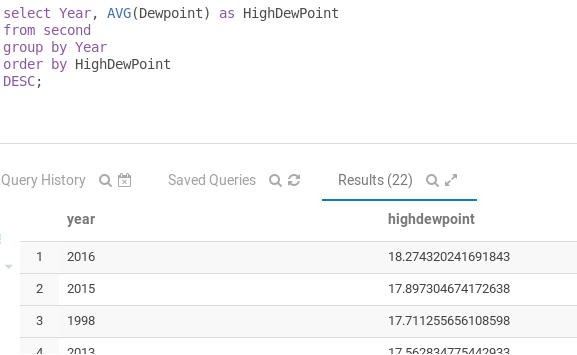 select Year, AVG(Dewpoint) as HighDewPoint
from second
group by Year
order by HighDewPoint
DESC;
Query History Saved Queries Results (22)
year highdewpoint
1 2016 18.274320241691843
2 2015 17.897304674172638
3 1998 17.711255656108598
4 2013 17.562834775442933